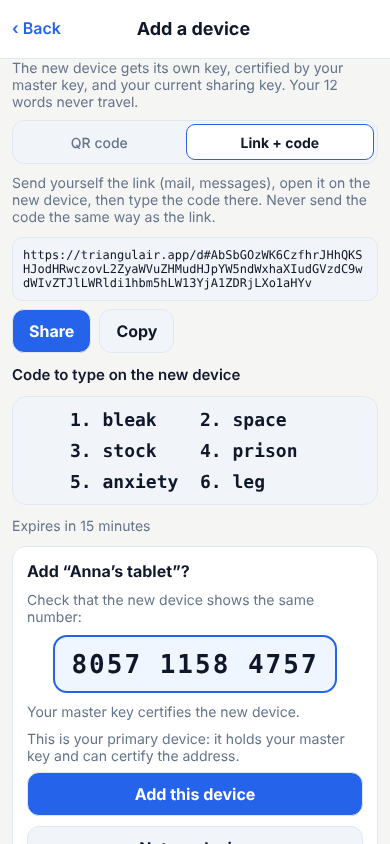 ‹ Back
Add a device
The new device gets its own key, certified by your
master key, and your current sharing key. Your 12
words never travel.
QR code
Link + code
Send yourself the link (mail, messages), open it on the
new device, then type the code there. Never send the
code the same way as the link.
https://triangulair.app/d#AbSbGOzWK6CzfhrJHhQKS
HJodHRwczovL2ZyaWVuZHMudHJpYW5ndWxhaXIudGVzdC9w
dWIvZTJlLWRldi1hbm5hLW13YjA1ZDRjLXo1aHYv
Share
Copy
Code to type on the new device
1. bleak 2. space
3. stock 4. prison
5. anxiety 6. leg
Expires in 15 minutes
Add “Anna’s tablet”?
Check that the new device shows the same
number:
8057 1158 4757
Your master key certifies the new device.
This is your primary device: it holds your master
key and can certify the address.
Add this device